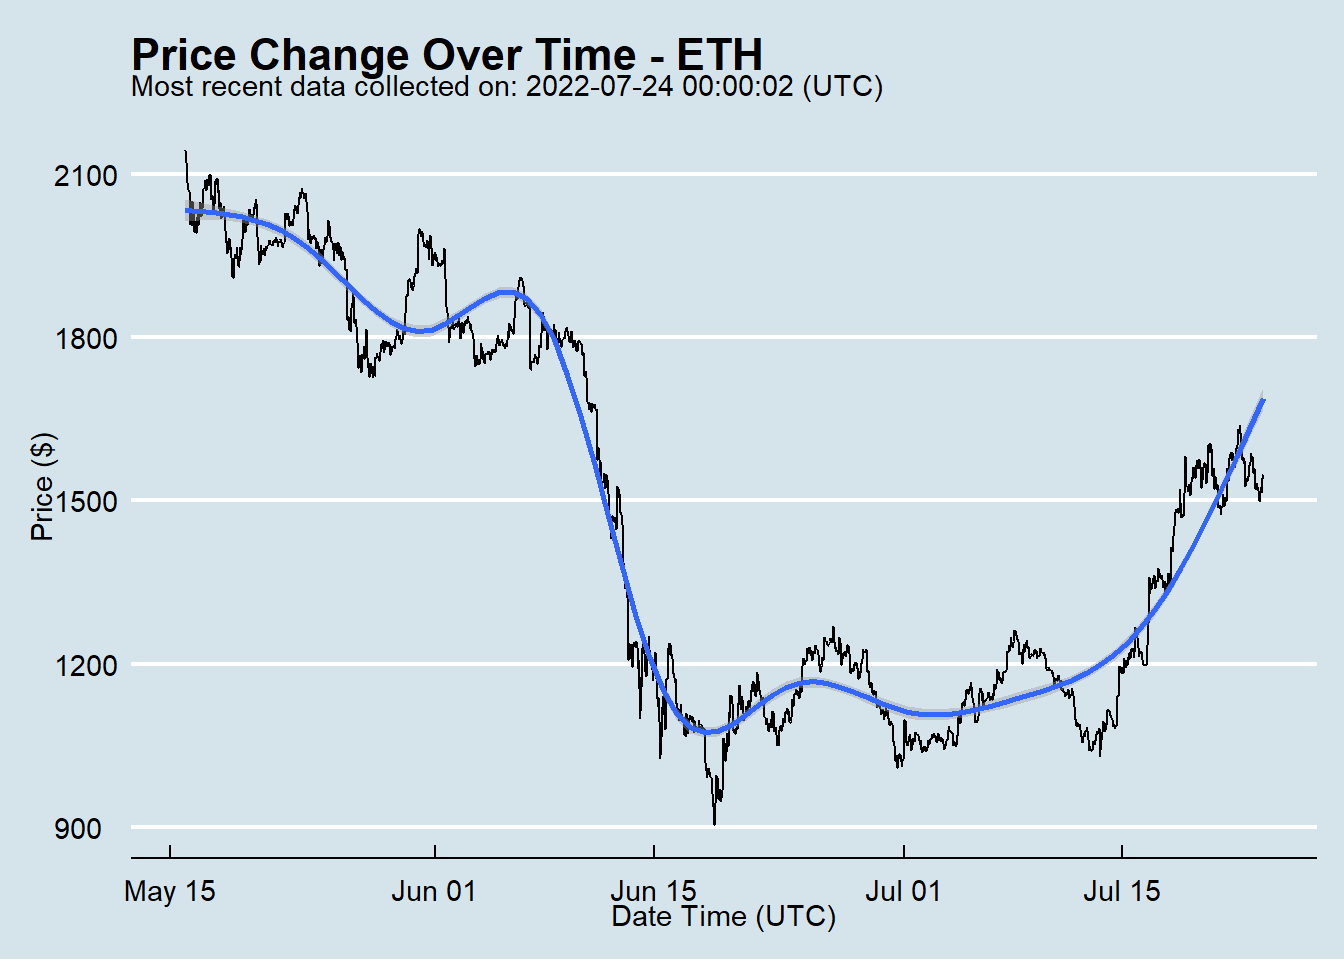 Price Change Over Time - ETH
Most recent data collected on: 2022-07-24 00:00:02 (UTC)
Price ($)
2100
1800
1500
1200
900
May 15 Jun 01 Jun 15 Jul 01 Jul 15
Date Time (UTC)